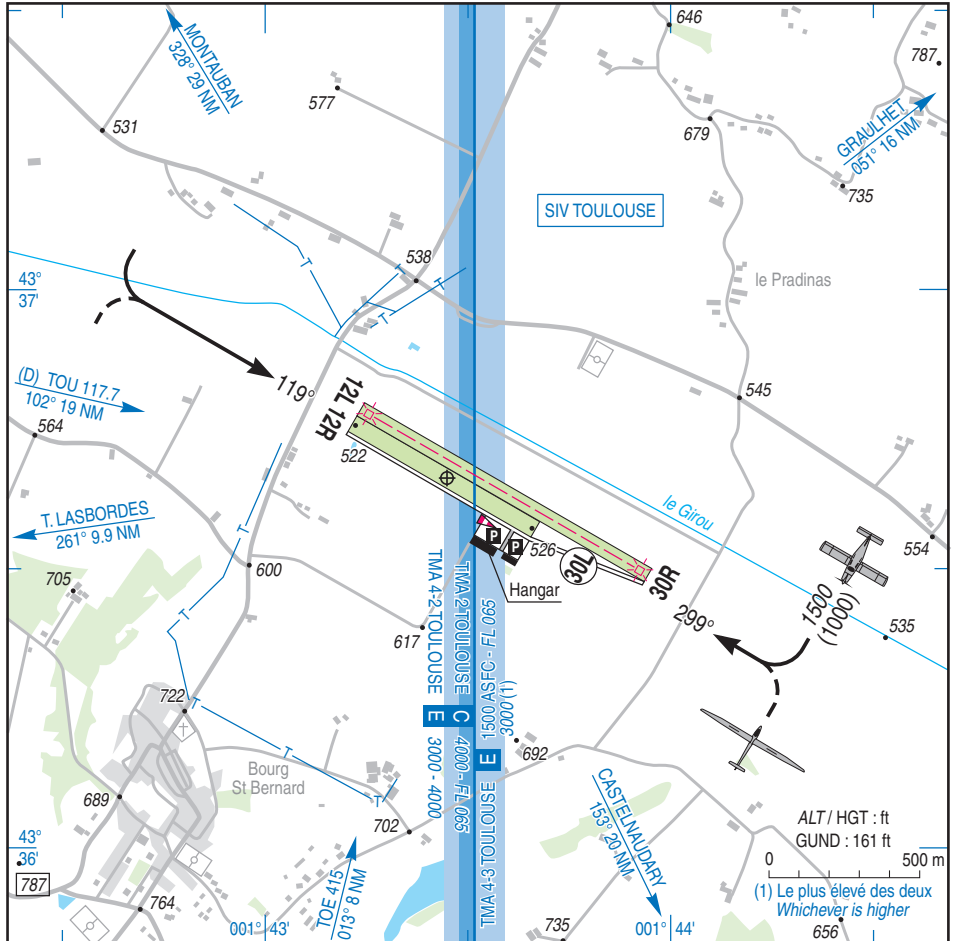 646
787
MONTAUBAN
328° 29 NM
577
531
679
GRAULHET
051° 16 NM
735
SIV TOULOUSE
538
43°
37'
le Pradinas
(D) TOU 117.7
102° 19 NM
119°
545
564
12L 12R
522
T. LASBORDES
261° 9.9 NM
le Girou
P
P
526
30L
30R
554
705
600
Hangar
299°
1500
(1000)
535
617
TMA 4-2 TOULOUSE E 3000 - 4000
TMA 2 TOULOUSE C 4000 - FL 065
TMA 4-3 TOULOUSE E 1500 ASFC - FL 065
3000 (1)
722
692
Bourg
St Bernard
689
702
CASTELNAUDARY
153° 20 NM
ALT / HGT : ft
GUND : 161 ft
0 500 m
43°
36'
787
764
TOE 415
013° 8 NM
(1) Le plus élevé des deux
Whichever is higher
001° 43'
735
001° 44'
656
T
T
T
T
T
T
T
T